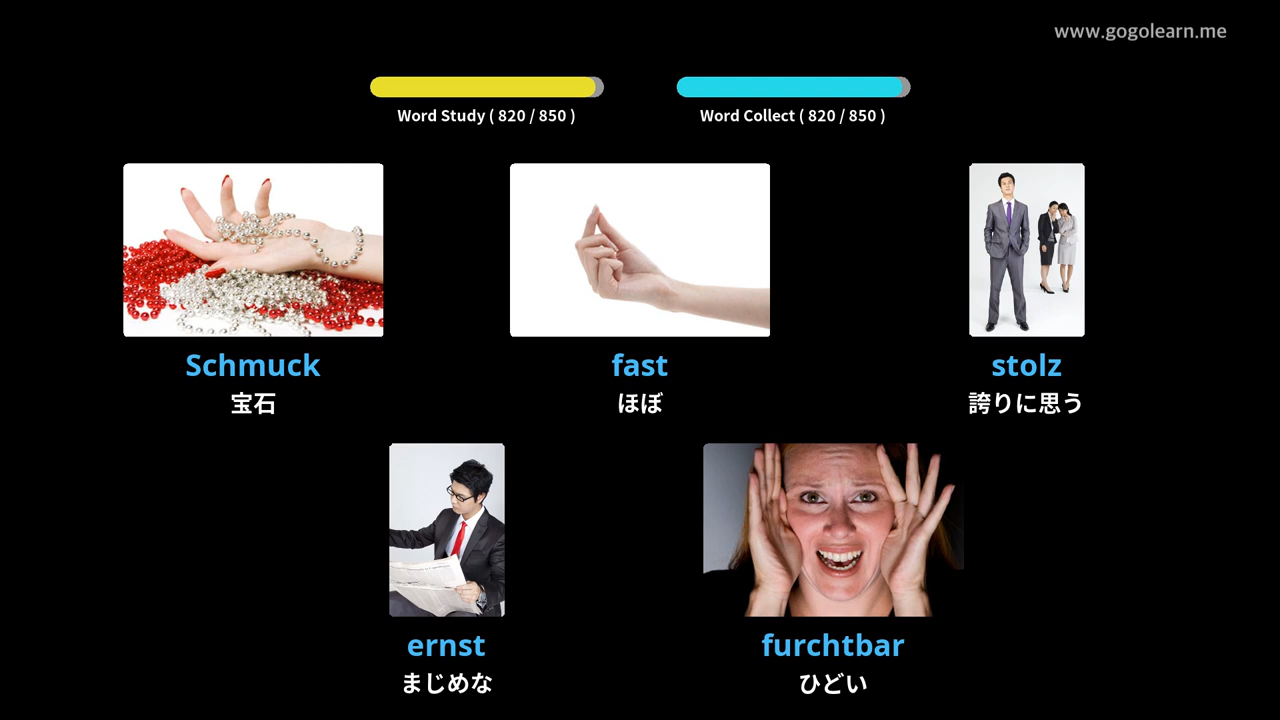 www.gogolearn.me
Word Study ( 820 / 850 )
Word Collect ( 820 / 850 )
Schmuck
宝石
fast
ほぼ
stolz
誇りに思う
ernst
まじめな
furchtbar
ひどい